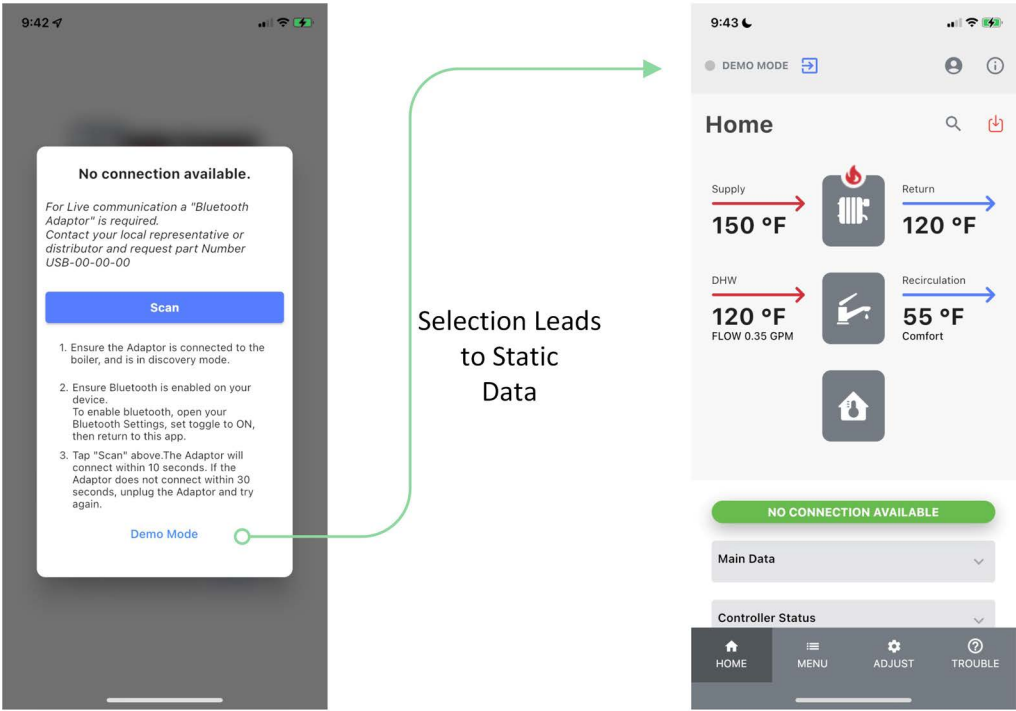 9:42
No connection available.
For Live communication a "Bluetooth
Adaptor" is required.
Contact your local representative or
distributor and request part Number
USB-00-00-00
Scan
1. Ensure the Adaptor is connected to the
boiler, and is in discovery mode.
2. Ensure Bluetooth is enabled on your
device.
To enable bluetooth, open your
Bluetooth Settings, set toggle to ON,
then return to this app.
3. Tap "Scan" above.The Adaptor will
connect within 10 seconds. If the
Adaptor does not connect within 30
seconds, unplug the Adaptor and try
again.
Demo Mode
Selection Leads
to Static
Data
9:43
DEMO MODE
Home
Supply
150 °F
Return
120 °F
DHW
120 °F
FLOW 0.35 GPM
Recirculation
55 °F
Comfort
NO CONNECTION AVAILABLE
Main Data
Controller Status
HOME
MENU
ADJUST
TROUBLE